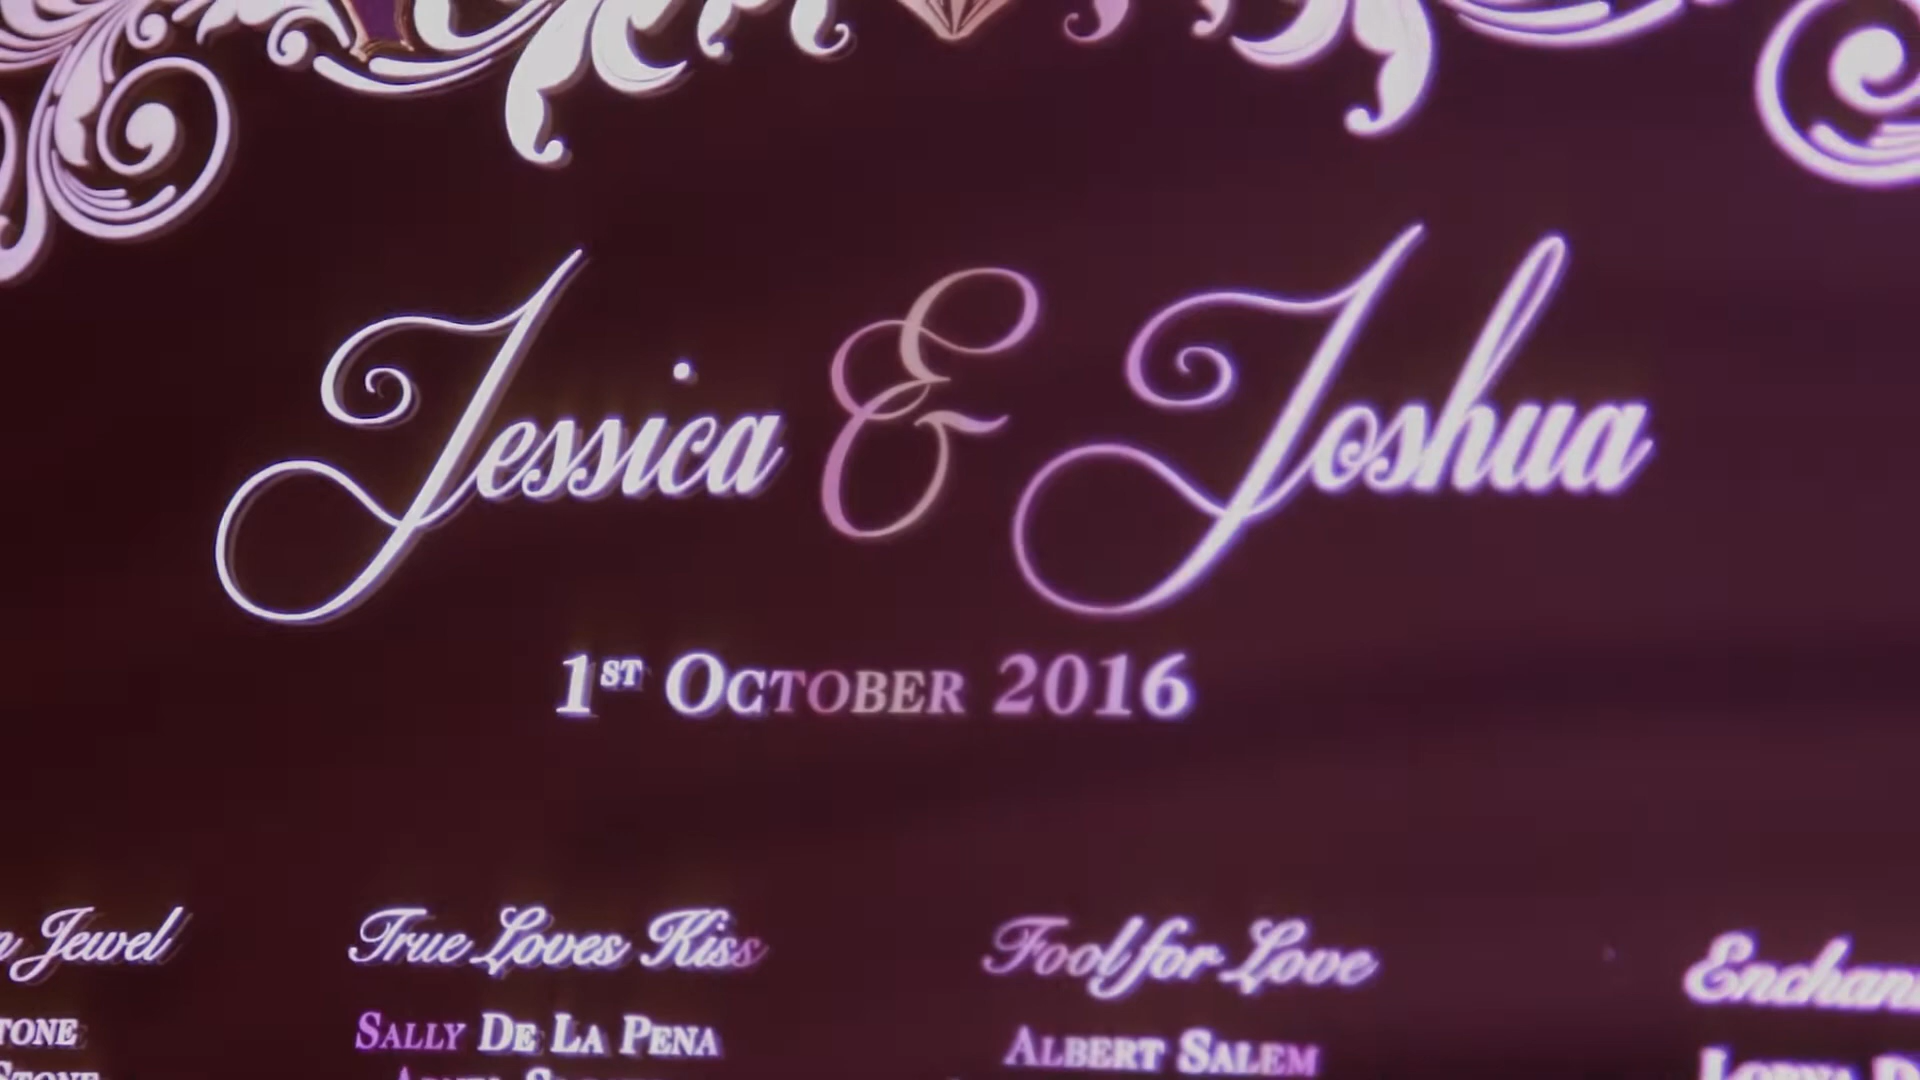 Jessica & Joshua
1ST OCTOBER 2016
Jewel
True Loves Kiss
Fool for Love
SALLY DE LA PENA
ALBERT SALEM